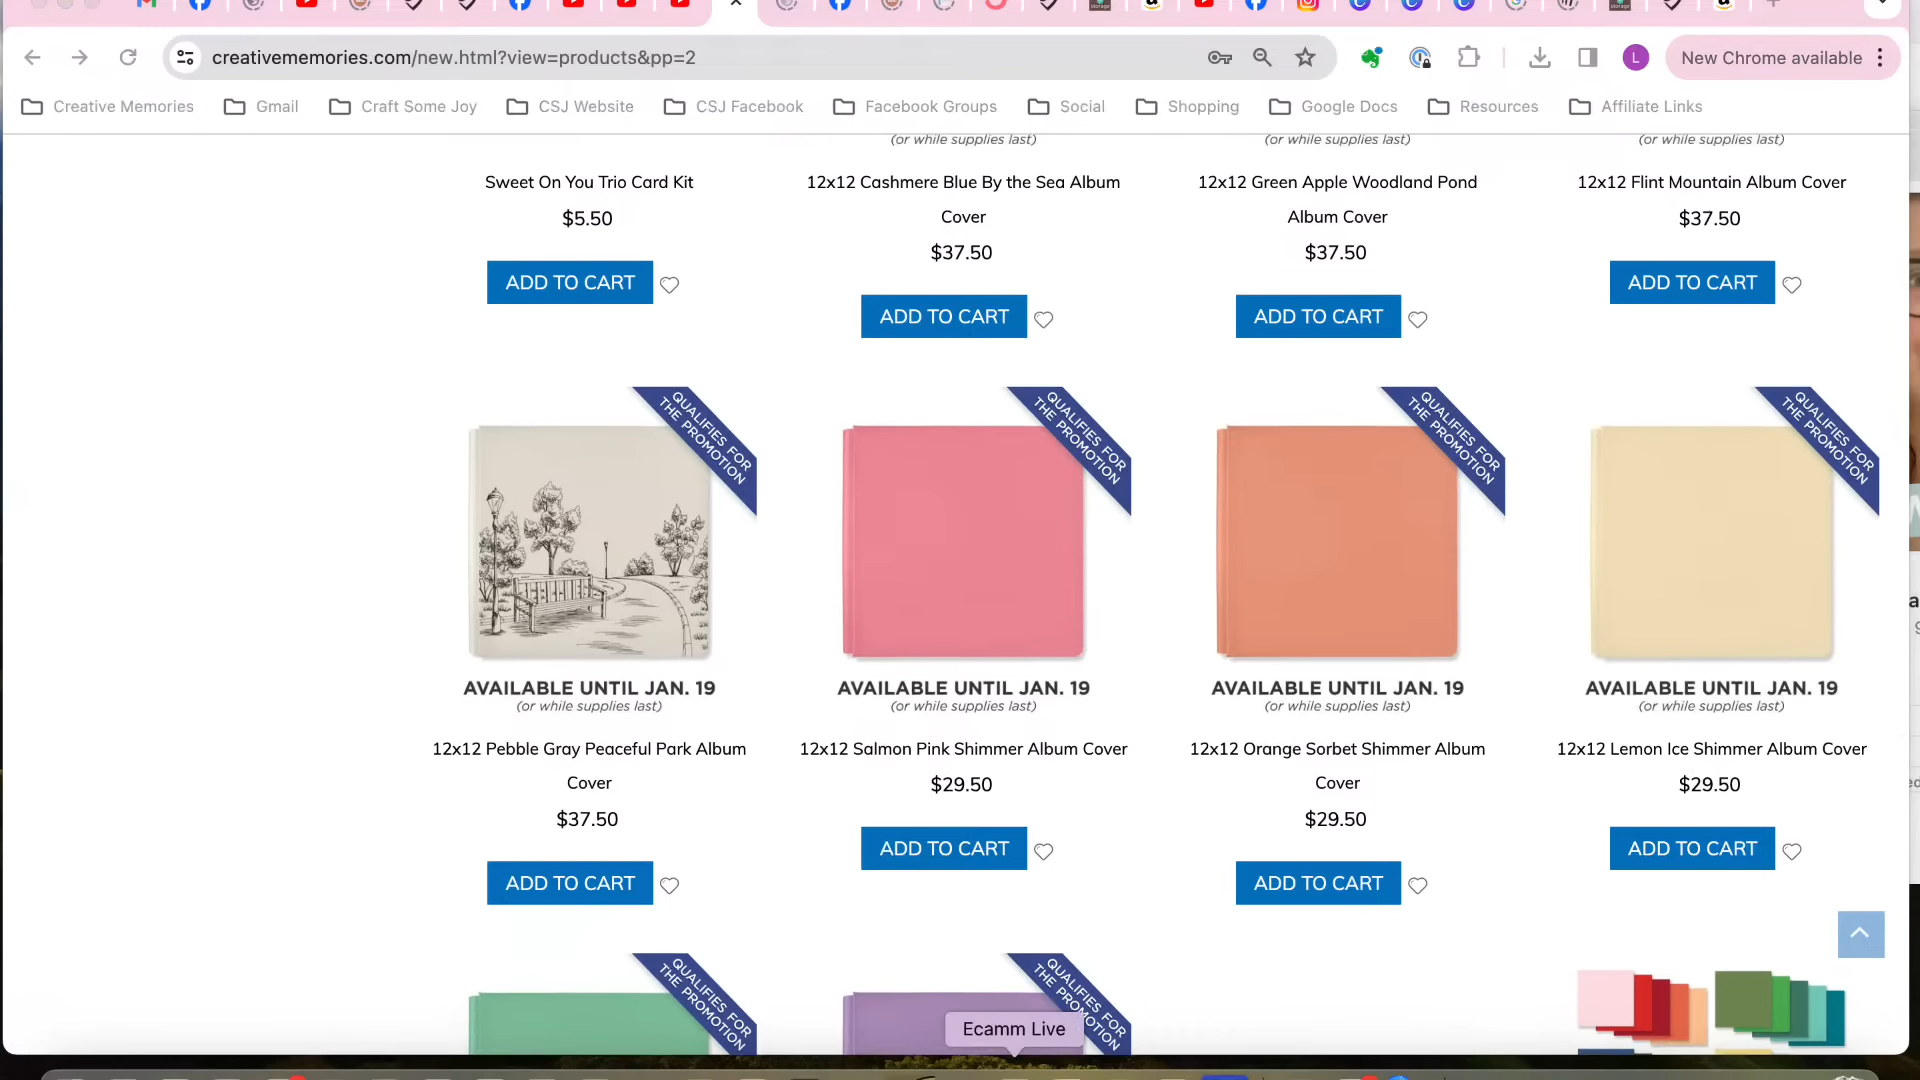 creativememories.com/new.html?view=products&pp=2
L
New Chrome available
Creative Memories
Gmail
Craft Some Joy
CSJ Website
CSJ Facebook
Facebook Groups
Social
Shopping
Google Docs
Resources
Affiliate Links
(or while supplies last)
(or while supplies last)
(or while supplies last)
Sweet On You Trio Card Kit
$5.50
ADD TO CART
12x12 Cashmere Blue By the Sea Album
Cover
$37.50
ADD TO CART
12x12 Green Apple Woodland Pond
Album Cover
$37.50
ADD TO CART
12x12 Flint Mountain Album Cover
$37.50
ADD TO CART
QUALIFIES FOR
THE PROMOTION
AVAILABLE UNTIL JAN. 19
(or while supplies last)
12x12 Pebble Gray Peaceful Park Album
Cover
$37.50
ADD TO CART
QUALIFIES FOR
THE PROMOTION
AVAILABLE UNTIL JAN. 19
(or while supplies last)
12x12 Salmon Pink Shimmer Album Cover
$29.50
ADD TO CART
QUALIFIES FOR
THE PROMOTION
AVAILABLE UNTIL JAN. 19
(or while supplies last)
12x12 Orange Sorbet Shimmer Album
Cover
$29.50
ADD TO CART
QUALIFIES FOR
THE PROMOTION
AVAILABLE UNTIL JAN. 19
(or while supplies last)
12x12 Lemon Ice Shimmer Album Cover
$29.50
ADD TO CART
QUALIFIES FOR
THE PROMOTION
QUALIFIES FOR
THE PROMOTION
Ecamm Live